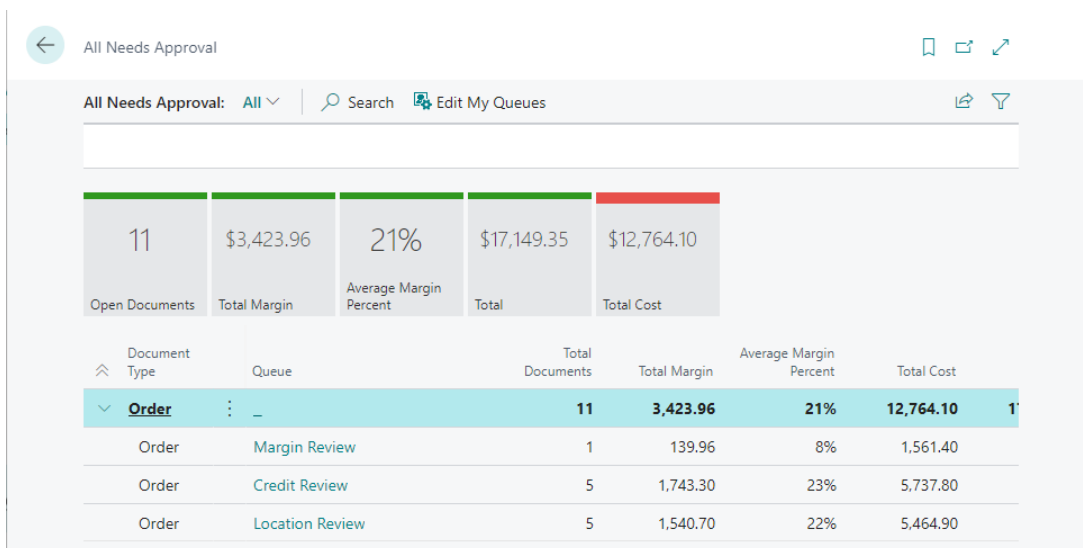 All Needs Approval
All Needs Approval: All Search Edit My Queues
11 $3,423.96 21% $17,149.35 $12,764.10
Average Margin
Open Documents Total Margin Percent Total Total Cost
Document Total Average Margin
Type Queue Documents Total Margin Percent Total Cost
Order _ 11 3,423.96 21% 12,764.10
Order Margin Review 1 139.96 8% 1,561.40
Order Credit Review 5 1,743.30 23% 5,737.80
Order Location Review 5 1,540.70 22% 5,464.90